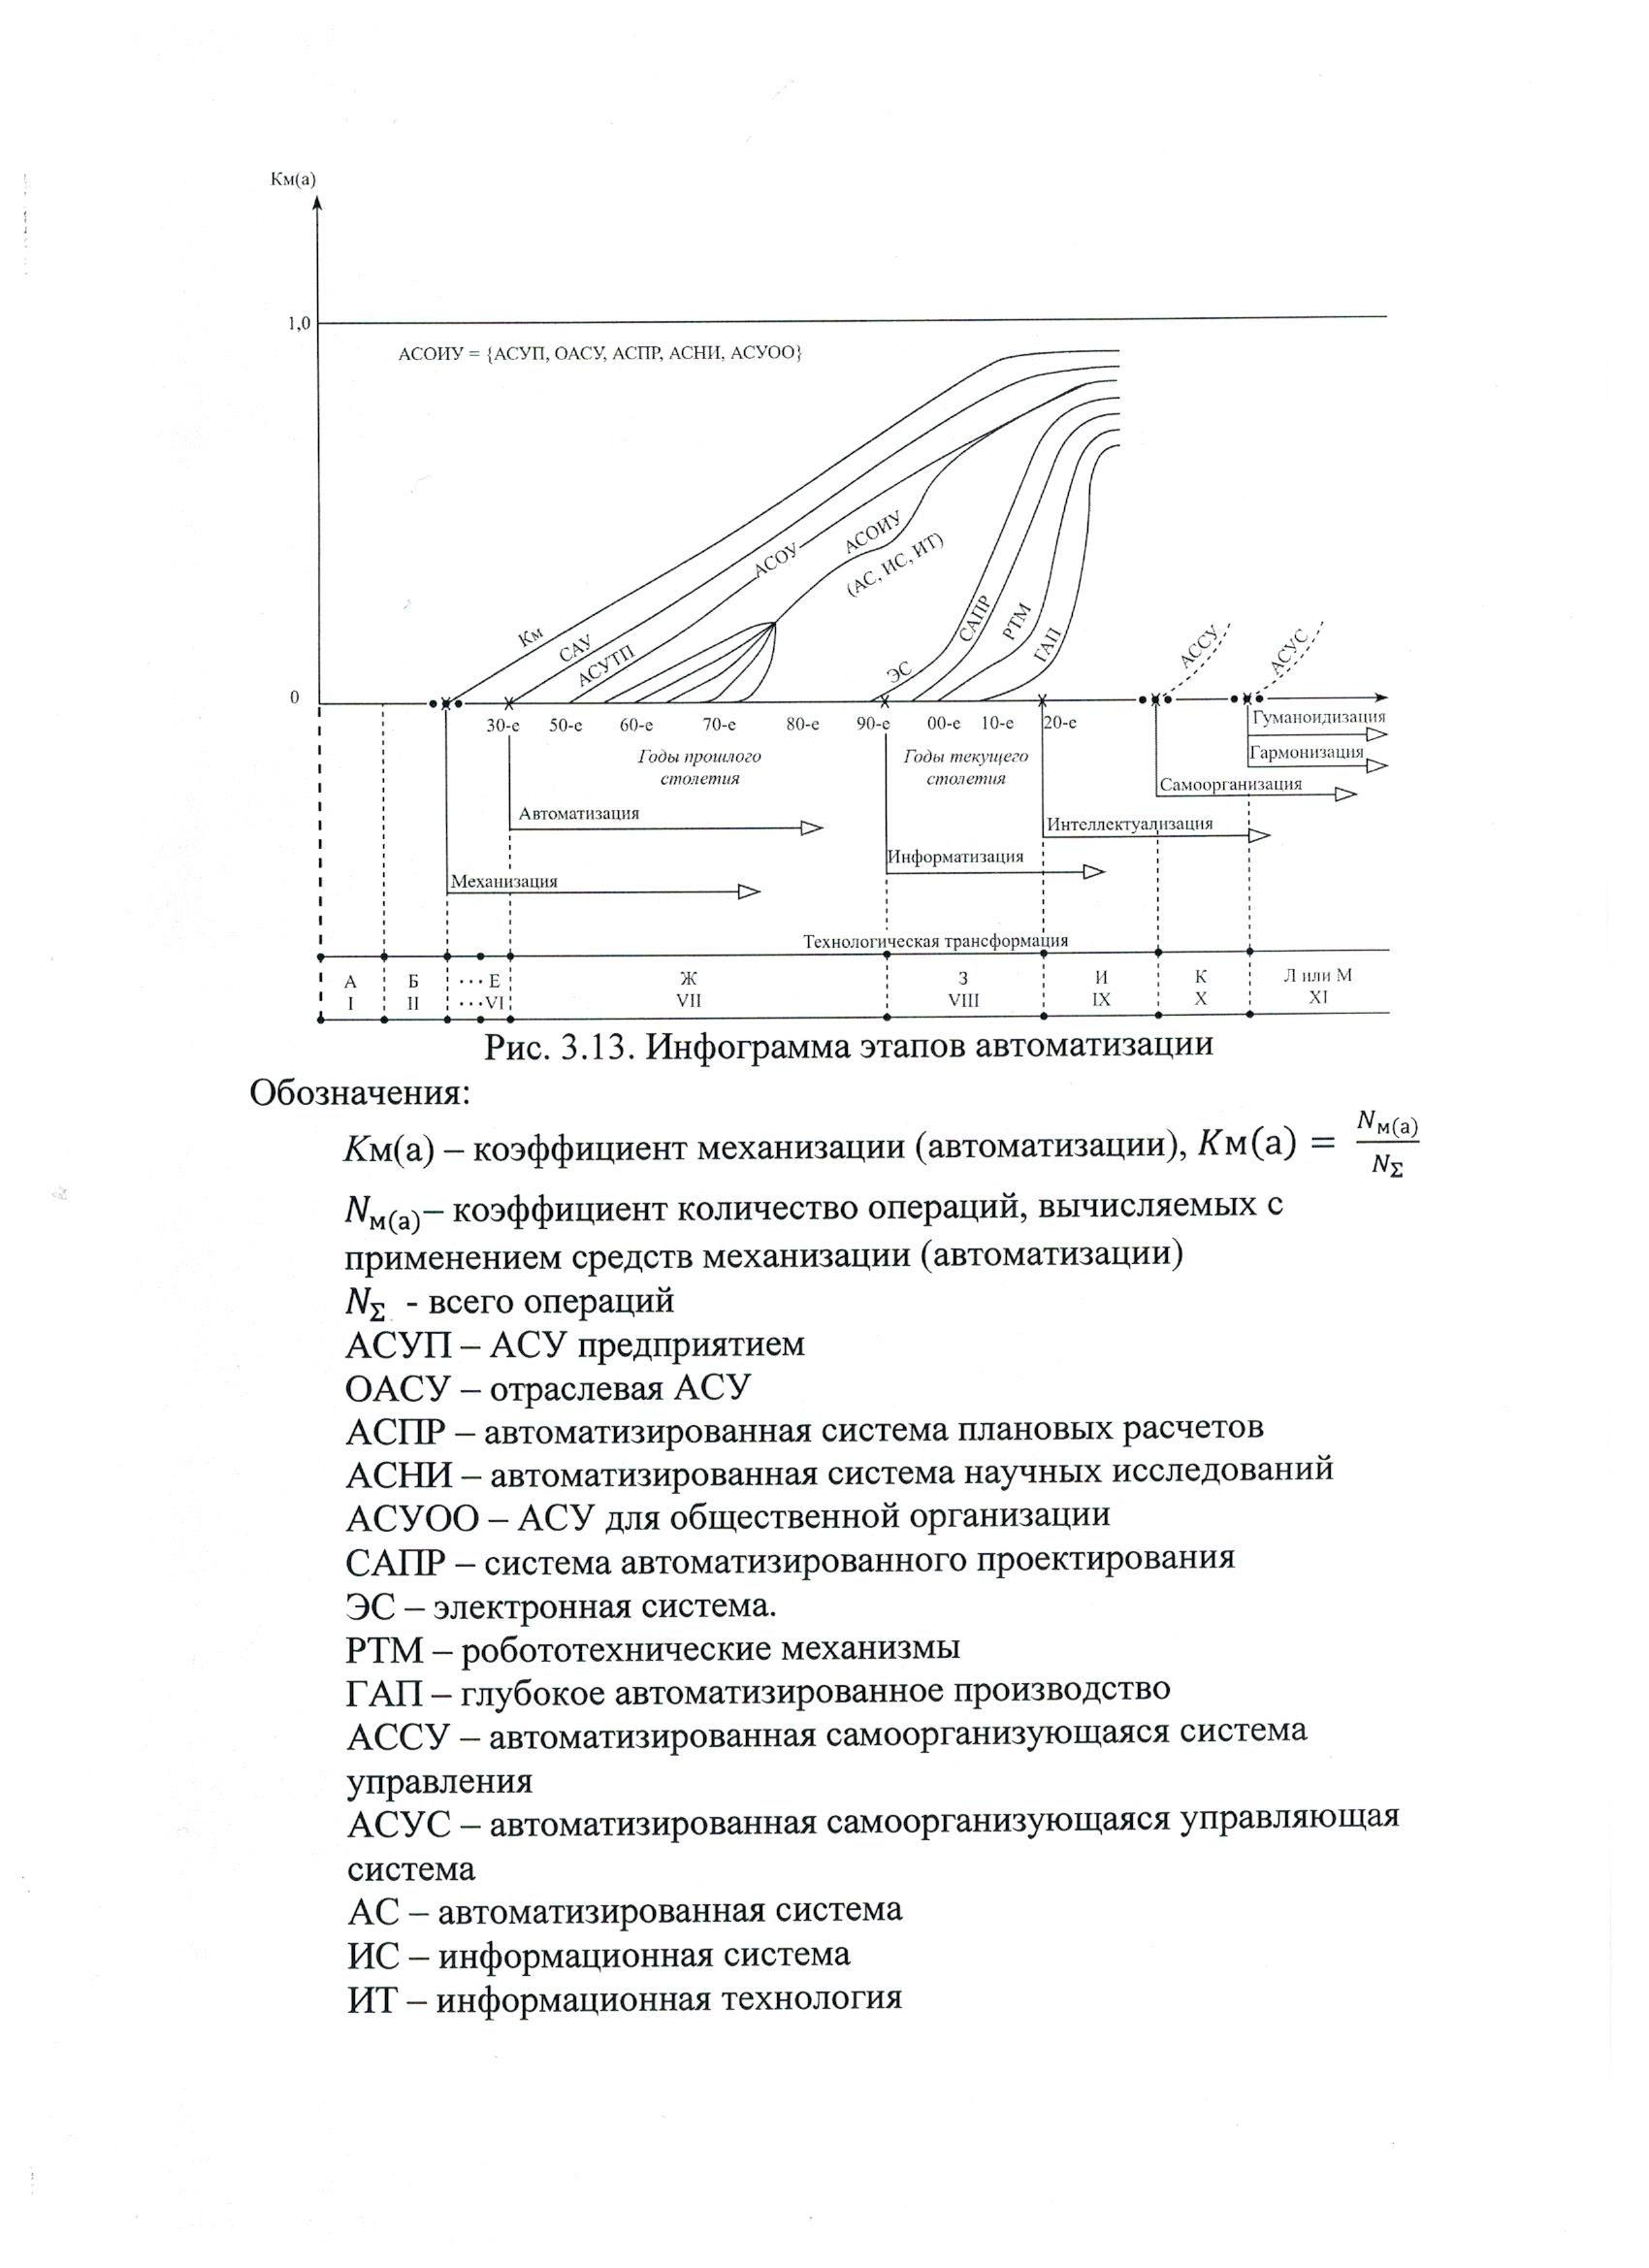 Км(а)
1,0
АСОИУ = {АСУП, ОАСУ, АСПР, АСНИ, АСУОО}
Км
САУ
АСУТП
АСОУ
АСОИУ
(АС, ИС, ИТ)
ЭС
САПР
РТМ
ГАП
АССУ
АСУС
0
30-е 50-е 60-е 70-е 80-е 90-е 00-е 10-е 20-е
Годы прошлого
столетия
Годы текущего
столетия
Гуманоидизация
Гармонизация
Самоорганизация
Автоматизация
Интеллектуализация
Информатизация
Механизация
Технологическая трансформация
А Б ··· Е Ж З И К Л или М
I II ···VI VII VIII IX X XI
Рис. 3.13. Инфограмма этапов автоматизации
Обозначения:
Kм(а) – коэффициент механизации (автоматизации), Kм(а) = Nм(а) / NΣ
Nм(а)– коэффициент количество операций, вычисляемых с
применением средств механизации (автоматизации)
NΣ - всего операций
АСУП – АСУ предприятием
ОАСУ – отраслевая АСУ
АСПР – автоматизированная система плановых расчетов
АСНИ – автоматизированная система научных исследований
АСУОО – АСУ для общественной организации
САПР – система автоматизированного проектирования
ЭС – электронная система.
РТМ – робототехнические механизмы
ГАП – глубокое автоматизированное производство
АССУ – автоматизированная самоорганизующаяся система
управления
АСУС – автоматизированная самоорганизующаяся управляющая
система
АС – автоматизированная система
ИС – информационная система
ИТ – информационная технология